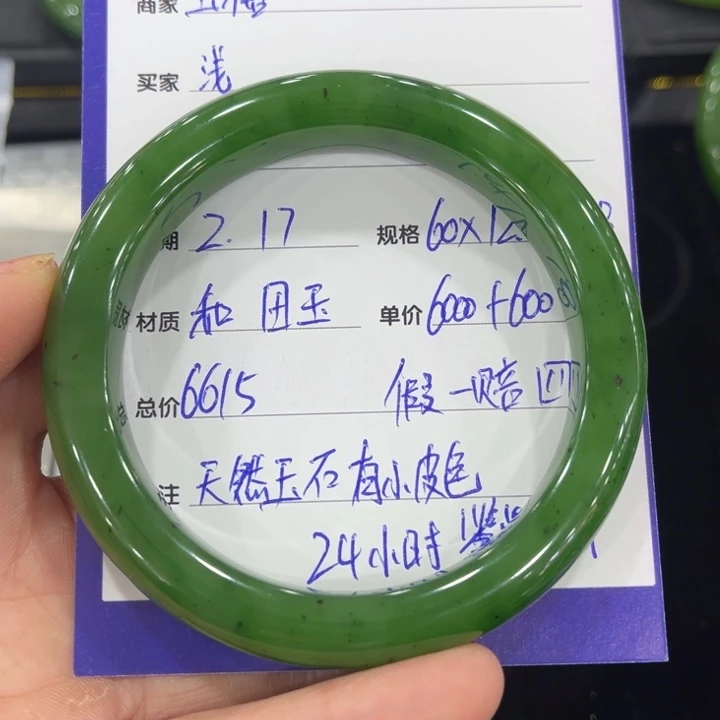 商家
买家 浅
期 2.17 规格 60x12
材质 和田玉 单价 6000+600
总价 6615 假一赔四
注 天然玉石有小皮色
24小时